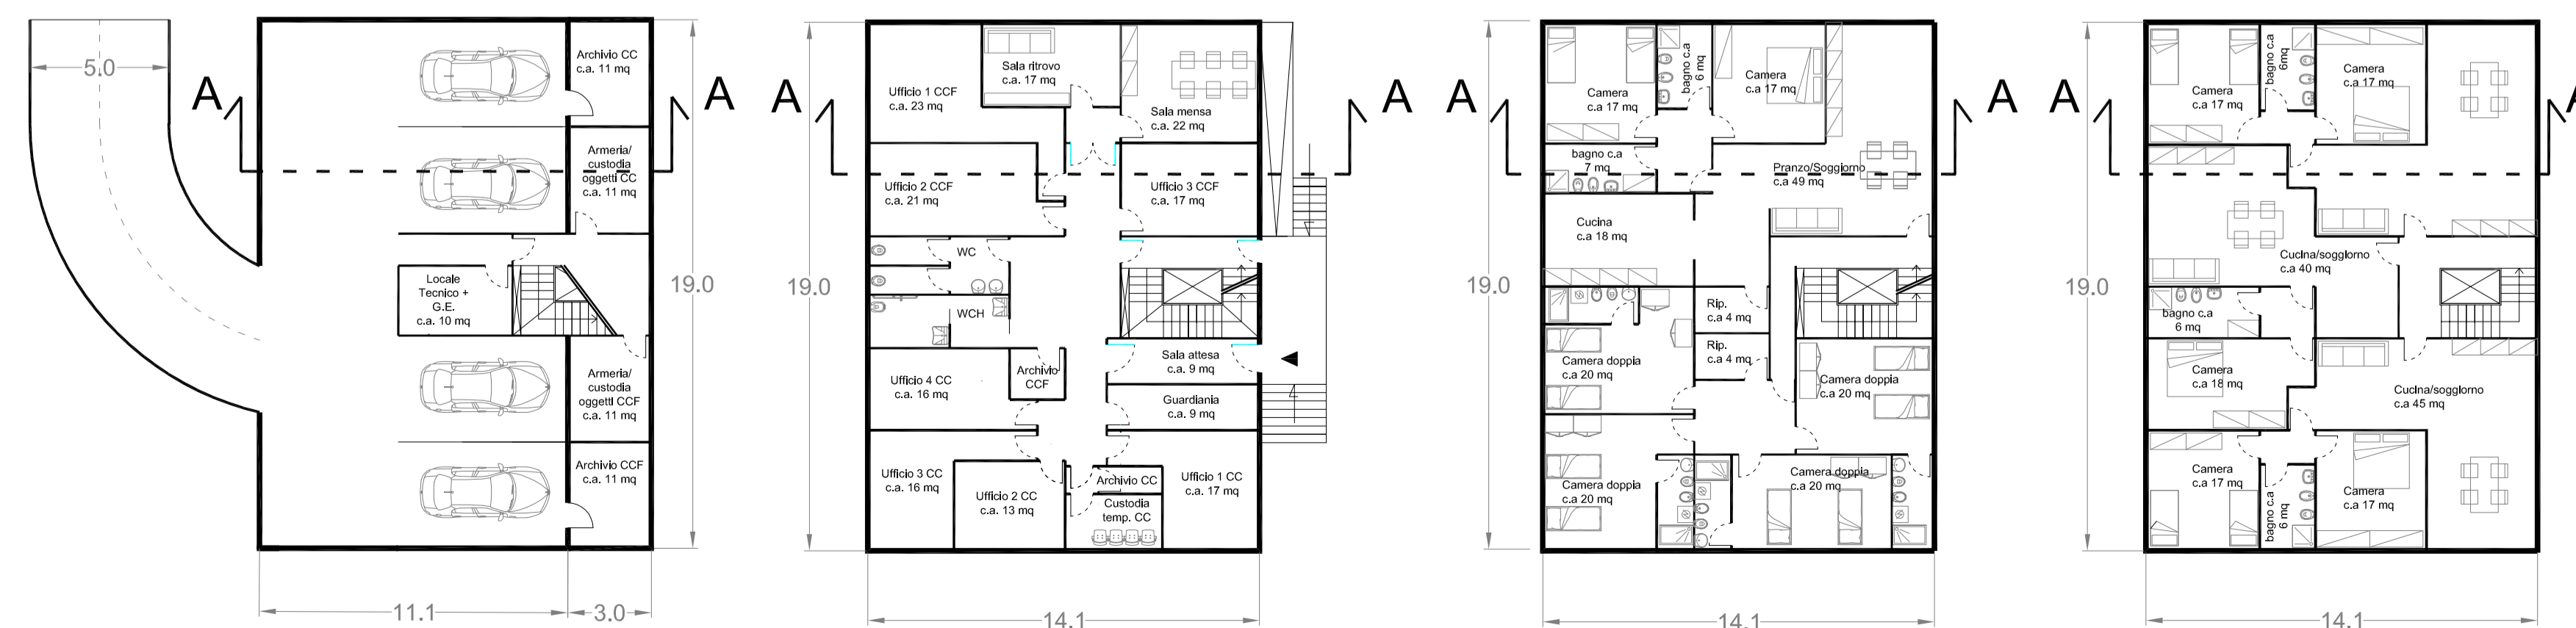 5.0
A
A
Archivio CC
c.a. 11 mq
Armeria/
custodia
oggetti CC
c.a. 11 mq
Locale
Tecnico +
G.E.
c.a. 10 mq
Armeria/
custodia
oggetti CCF
c.a. 11 mq
Archivio CCF
c.a. 11 mq
19.0
11.1
3.0
A
A
Ufficio 1 CCF
c.a. 23 mq
Sala ritrovo
c.a. 17 mq
Sala mensa
c.a. 22 mq
Ufficio 2 CCF
c.a. 21 mq
Ufficio 3 CCF
c.a. 17 mq
WC
WCH
19.0
Sala attesa
c.a. 9 mq
Ufficio 4 CC
c.a. 16 mq
Archivio
CCF
Guardiania
c.a. 9 mq
Ufficio 3 CC
c.a. 16 mq
Ufficio 2 CC
c.a. 13 mq
Archivio CC
Custodia
temp. CC
Ufficio 1 CC
c.a. 17 mq
14.1
A
A
Camera
c.a 17 mq
bagno c.a
6 mq
Camera
c.a 17 mq
bagno c.a
7 mq
Pranzo/Soggiorno
c.a 49 mq
Cucina
c.a 18 mq
19.0
Rip.
c.a 4 mq
Rip.
c.a 4 mq
Camera doppia
c.a 20 mq
Camera doppia
c.a 20 mq
Camera doppia
c.a 20 mq
Camera doppia
c.a 20 mq
14.1
A
A
Camera
c.a 17 mq
bagno c.a
6mq
Camera
c.a 17 mq
Cucina/soggiorno
c.a 40 mq
19.0
bagno c.a
6 mq
Camera
c.a 18 mq
Cucina/soggiorno
c.a 45 mq
Camera
c.a 17 mq
bagno c.a
6 mq
Camera
c.a 17 mq
14.1